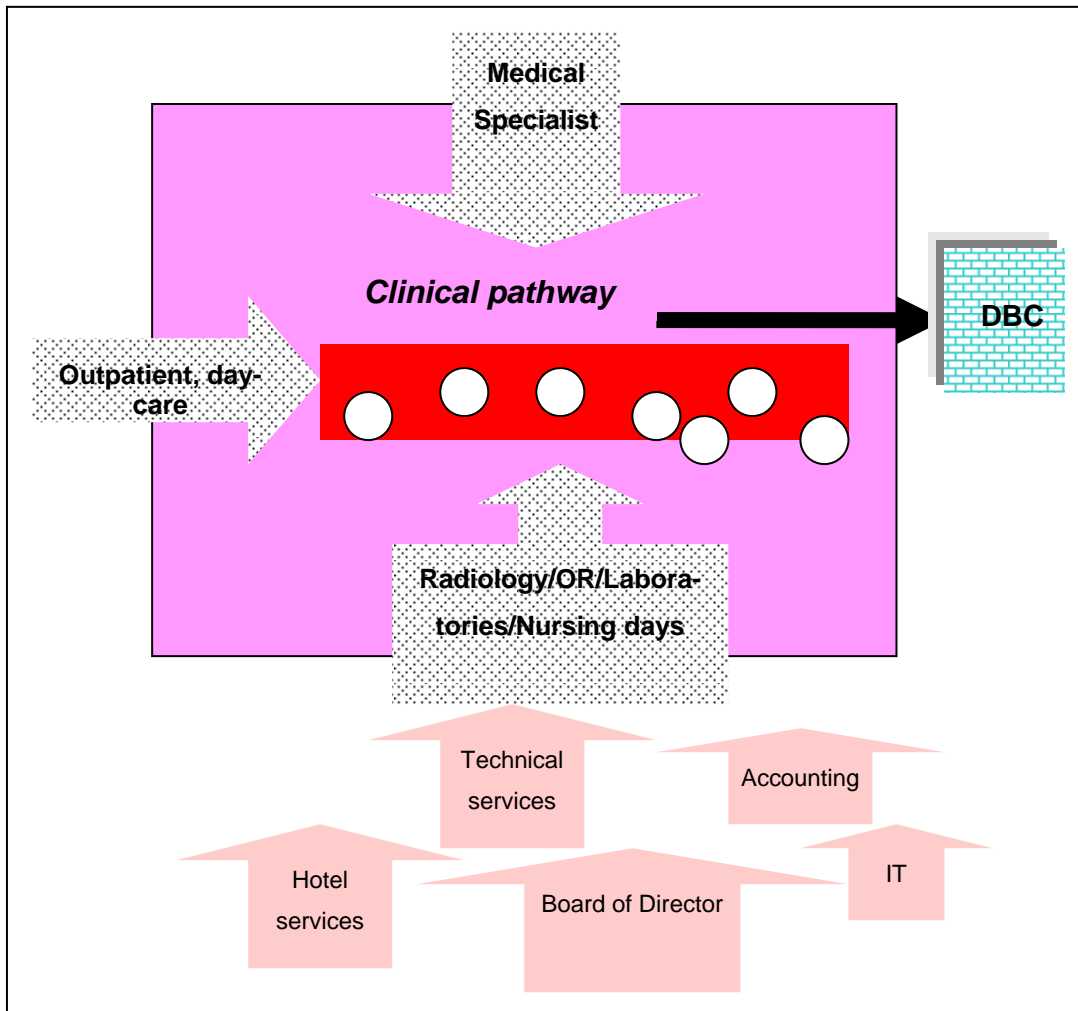 Medical
Specialist
Clinical pathway
DBC
Outpatient, day-
care
Radiology/OR/Labora-
tories/Nursing days
Technical
services
Accounting
Hotel
services
Board of Director
IT